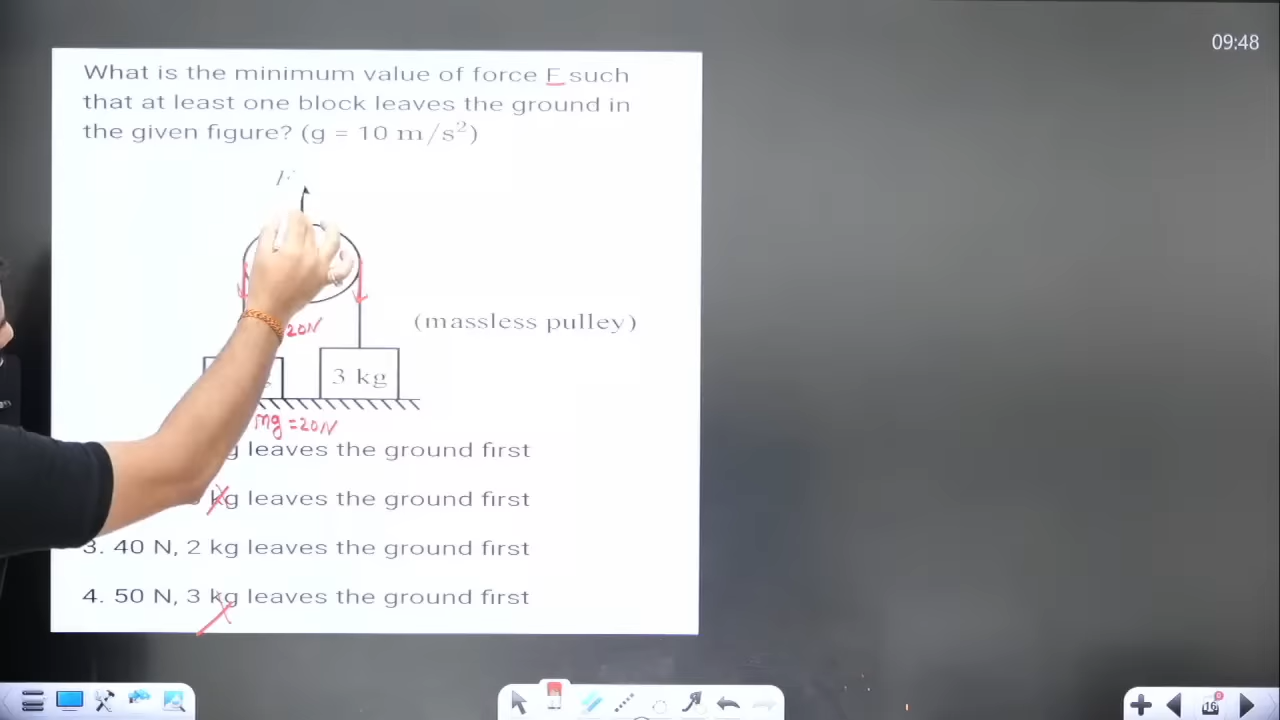 09:48
What is the minimum value of force F such
that at least one block leaves the ground in
the given figure? (g = 10 m/s²)
F
20N
(massless pulley)
3 kg
mg = 20N
leaves the ground first
kg leaves the ground first
3. 40 N, 2 kg leaves the ground first
4. 50 N, 3 kg leaves the ground first
16